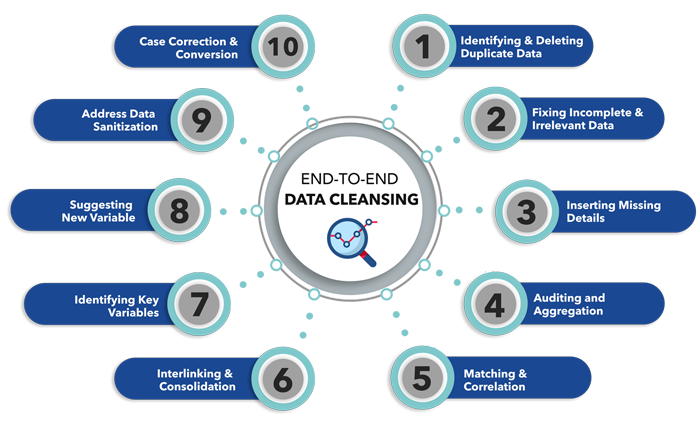 END-TO-END
DATA CLEANSING
1
Identifying & Deleting
Duplicate Data
2
Fixing Incomplete &
Irrelevant Data
3
Inserting Missing
Details
4
Auditing and
Aggregation
5
Matching &
Correlation
6
Interlinking &
Consolidation
7
Identifying Key
Variables
8
Suggesting
New Variable
9
Address Data
Sanitization
10
Case Correction &
Conversion